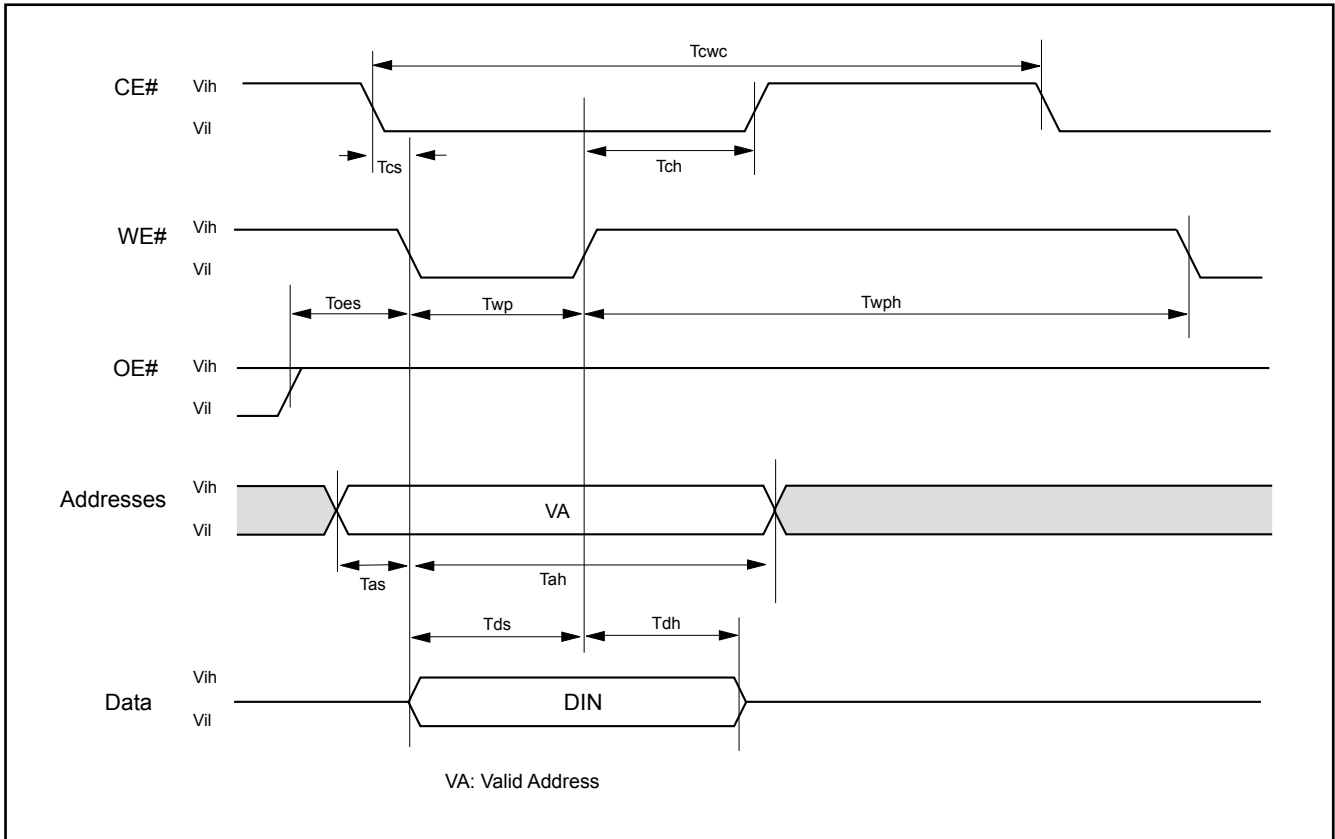 Tcwc
CE#
Vih
Vil
Tcs
Tch
WE#
Vih
Vil
Toes
Twp
Twph
OE#
Vih
Vil
Addresses
Vih
Vil
VA
Tas
Tah
Tds
Tdh
Data
Vih
Vil
DIN
VA: Valid Address